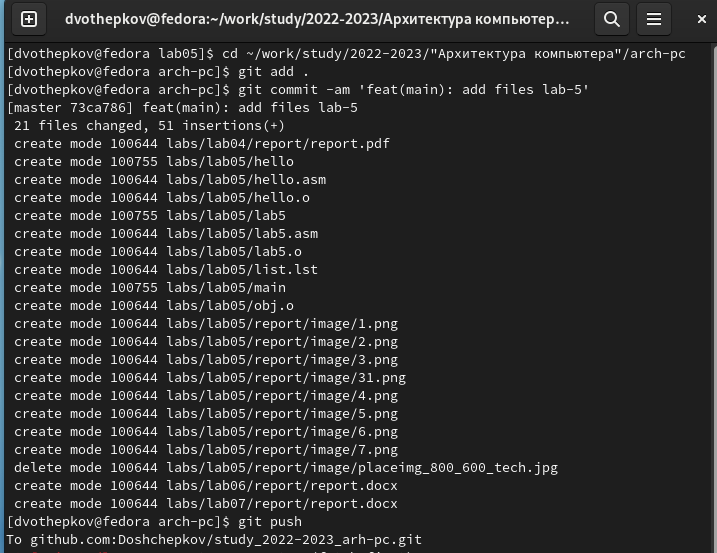 dvothepkov@fedora:~/work/study/2022-2023/Архитектура компьютер...
[dvothepkov@fedora lab05]$ cd ~/work/study/2022-2023/"Архитектура компьютера"/arch-pc
[dvothepkov@fedora arch-pc]$ git add .
[dvothepkov@fedora arch-pc]$ git commit -am 'feat(main): add files lab-5'
[master 73ca786] feat(main): add files lab-5
21 files changed, 51 insertions(+)
create mode 100644 labs/lab04/report/report.pdf
create mode 100755 labs/lab05/hello
create mode 100644 labs/lab05/hello.asm
create mode 100644 labs/lab05/hello.o
create mode 100755 labs/lab05/lab5
create mode 100644 labs/lab05/lab5.asm
create mode 100644 labs/lab05/lab5.o
create mode 100644 labs/lab05/list.lst
create mode 100755 labs/lab05/main
create mode 100644 labs/lab05/obj.o
create mode 100644 labs/lab05/report/image/1.png
create mode 100644 labs/lab05/report/image/2.png
create mode 100644 labs/lab05/report/image/3.png
create mode 100644 labs/lab05/report/image/31.png
create mode 100644 labs/lab05/report/image/4.png
create mode 100644 labs/lab05/report/image/5.png
create mode 100644 labs/lab05/report/image/6.png
create mode 100644 labs/lab05/report/image/7.png
delete mode 100644 labs/lab05/report/image/placeimg_800_600_tech.jpg
create mode 100644 labs/lab06/report/report.docx
create mode 100644 labs/lab07/report/report.docx
[dvothepkov@fedora arch-pc]$ git push
To github.com:Doshchepkov/study_2022-2023_arh-pc.git